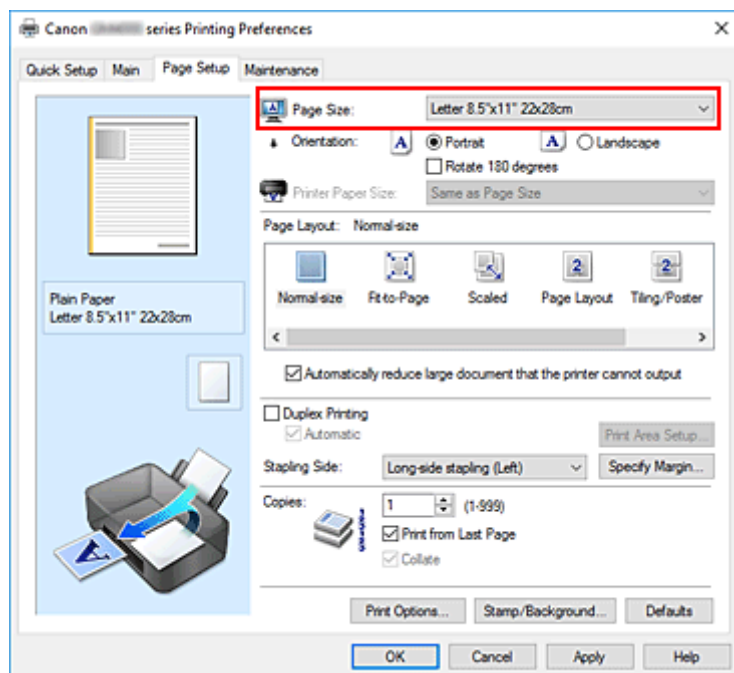 Canon series Printing Preferences
Quick Setup Main Page Setup Maintenance
Page Size: Letter 8.5"x11" 22x28cm
Orientation: A Portrait A Landscape
Rotate 180 degrees
Printer Paper Size: Same as Page Size
Page Layout: Normal-size
2 2
Normal-size Fit-to-Page Scaled Page Layout Tiling/Poster
Plain Paper
Letter 8.5"x11" 22x28cm
Automatically reduce large document that the printer cannot output
Duplex Printing
Automatic Print Area Setup...
Stapling Side: Long-side stapling (Left) Specify Margin...
Copies: 1 (1-999)
Print from Last Page
Collate
A
Print Options... Stamp/Background... Defaults
OK Cancel Apply Help